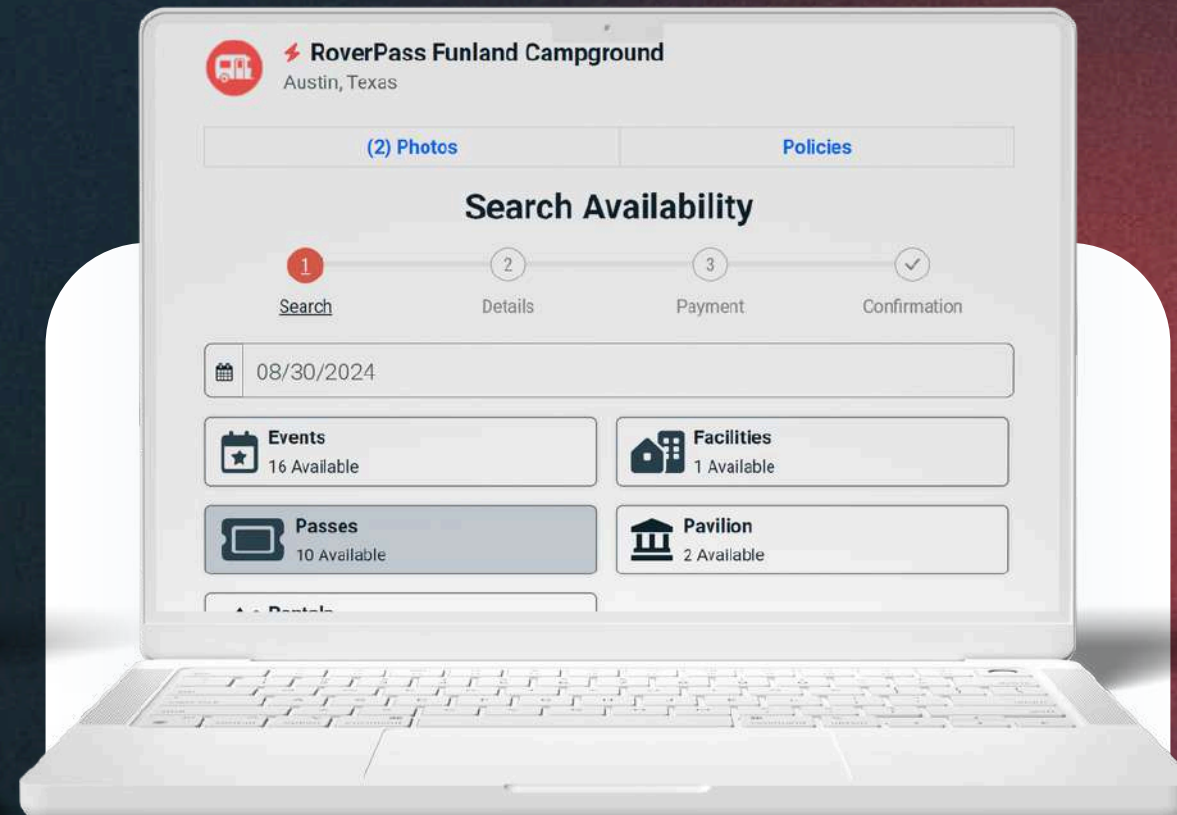 RoverPass Funland Campground
Austin, Texas
(2) Photos
Policies
Search Availability
1
2
3
Search
Details
Payment
Confirmation
08/30/2024
Events
16 Available
Facilities
1 Available
Passes
10 Available
Pavilion
2 Available
Rentals